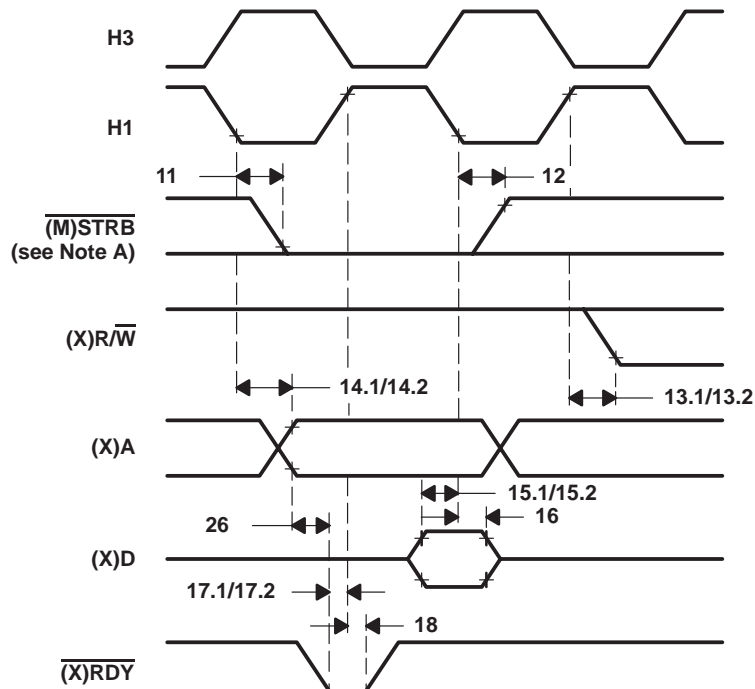 H3
H1
11
12
(M)STRB
(see Note A)
(X)R/W
14.1/14.2
13.1/13.2
(X)A
15.1/15.2
26
16
(X)D
17.1/17.2
18
(X)RDY